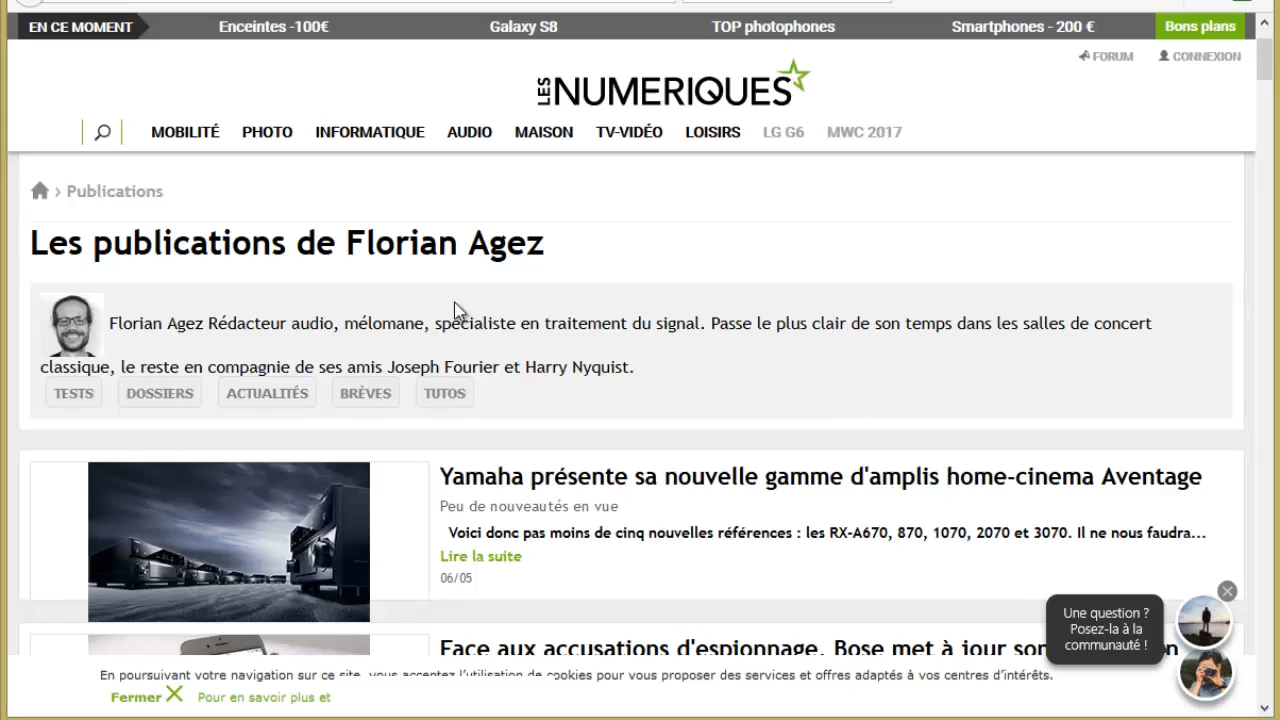 EN CE MOMENT Enceintes -100€ Galaxy S8 TOP photophones Smartphones - 200 € Bons plans
FORUM CONNEXION
LES NUMERIQUES
MOBILITÉ PHOTO INFORMATIQUE AUDIO MAISON TV-VIDÉO LOISIRS LG G6 MWC 2017
› Publications
Les publications de Florian Agez
Florian Agez Rédacteur audio, mélomane, spécialiste en traitement du signal. Passe le plus clair de son temps dans les salles de concert
classique, le reste en compagnie de ses amis Joseph Fourier et Harry Nyquist.
TESTS DOSSIERS ACTUALITÉS BRÈVES TUTOS
Yamaha présente sa nouvelle gamme d'amplis home-cinema Aventage
Peu de nouveautés en vue
Voici donc pas moins de cinq nouvelles références : les RX-A670, 870, 1070, 2070 et 3070. Il ne nous faudra...
Lire la suite
06/05
Une question ?
Posez-la à la
communauté !
Face aux accusations d'espionnage, Bose met à jour son
En poursuivant votre navigation sur ce site, vous acceptez l'utilisation de cookies pour vous proposer des services et offres adaptés à vos centres d'intérêts.
Fermer Pour en savoir plus et